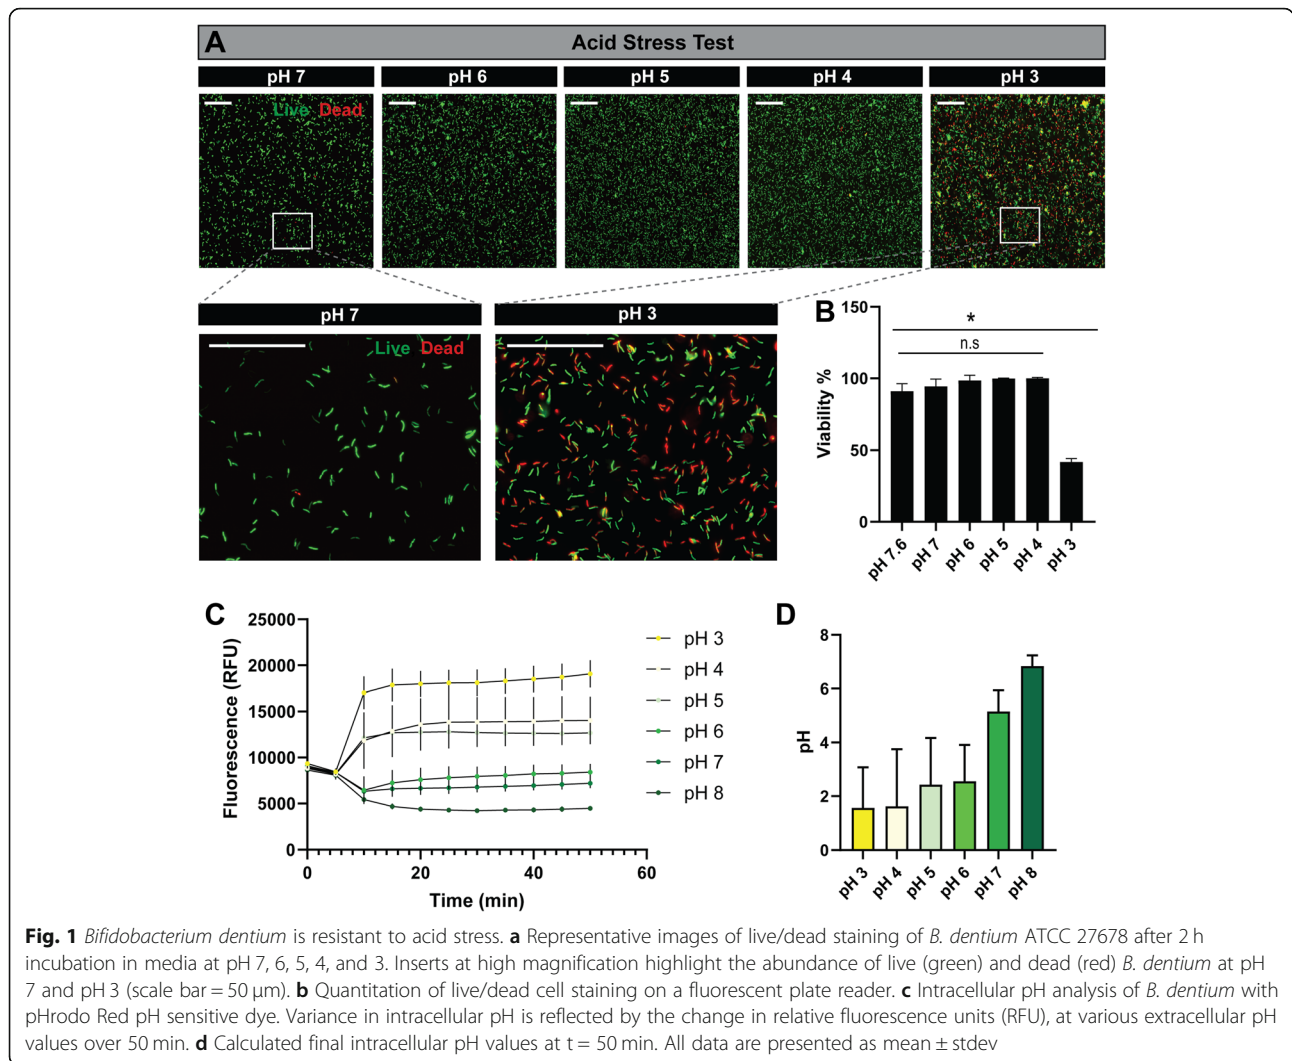 A
Acid Stress Test
pH 7
pH 6
pH 5
pH 4
pH 3
Live Dead
pH 7
pH 3
Live Dead
Live Dead
B
150
100
50
0
Viability %
*
n.s
pH 7.6
pH 7
pH 6
pH 5
pH 4
pH 3
C
25000
20000
15000
10000
5000
0
Fluorescence (RFU)
0
20
40
60
Time (min)
pH 3
pH 4
pH 5
pH 6
pH 7
pH 8
D
8
6
4
2
0
pH
pH 3
pH 4
pH 5
pH 6
pH 7
pH 8
Fig. 1 Bifidobacterium dentium is resistant to acid stress. a Representative images of live/dead staining of B. dentium ATCC 27678 after 2 h
incubation in media at pH 7, 6, 5, 4, and 3. Inserts at high magnification highlight the abundance of live (green) and dead (red) B. dentium at pH
7 and pH 3 (scale bar = 50 μm). b Quantitation of live/dead cell staining on a fluorescent plate reader. c Intracellular pH analysis of B. dentium with
pHrodo Red pH sensitive dye. Variance in intracellular pH is reflected by the change in relative fluorescence units (RFU), at various extracellular pH
values over 50 min. d Calculated final intracellular pH values at t = 50 min. All data are presented as mean ± stdev